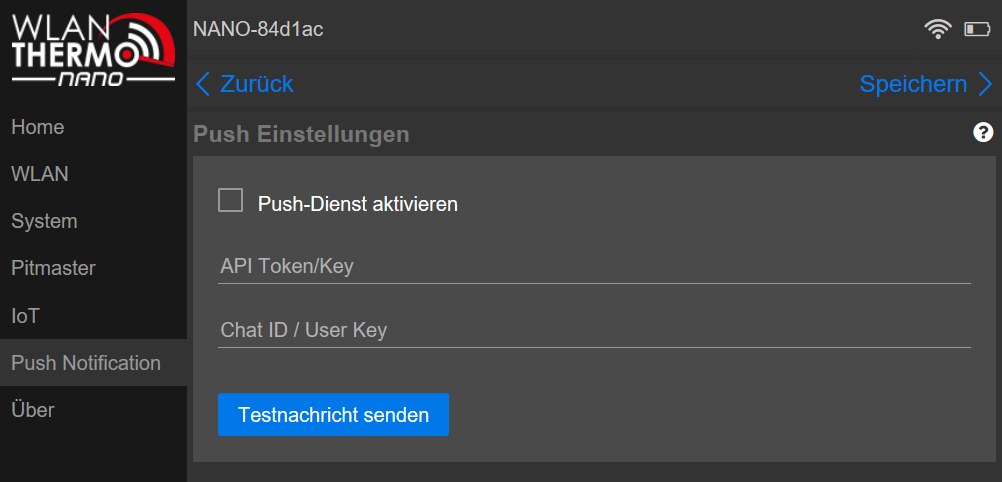 WLAN
THERMO
NANO
NANO-84d1ac
Zurück
Speichern
Home
WLAN
System
Pitmaster
IoT
Push Notification
Über
Push Einstellungen
?
Push-Dienst aktivieren
API Token/Key
Chat ID / User Key
Testnachricht senden